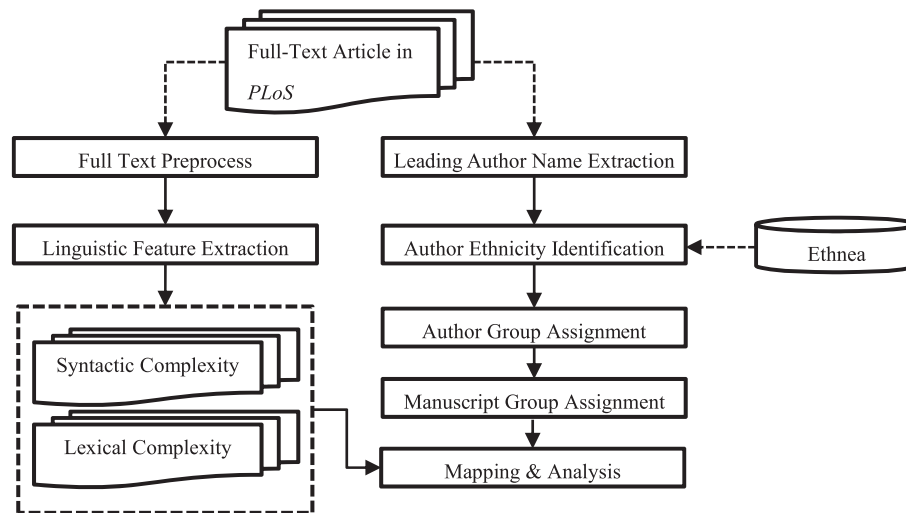 Full-Text Article in
PLoS
Full Text Preprocess
Leading Author Name Extraction
Linguistic Feature Extraction
Author Ethnicity Identification
Ethnea
Author Group Assignment
Syntactic Complexity
Manuscript Group Assignment
Lexical Complexity
Mapping & Analysis